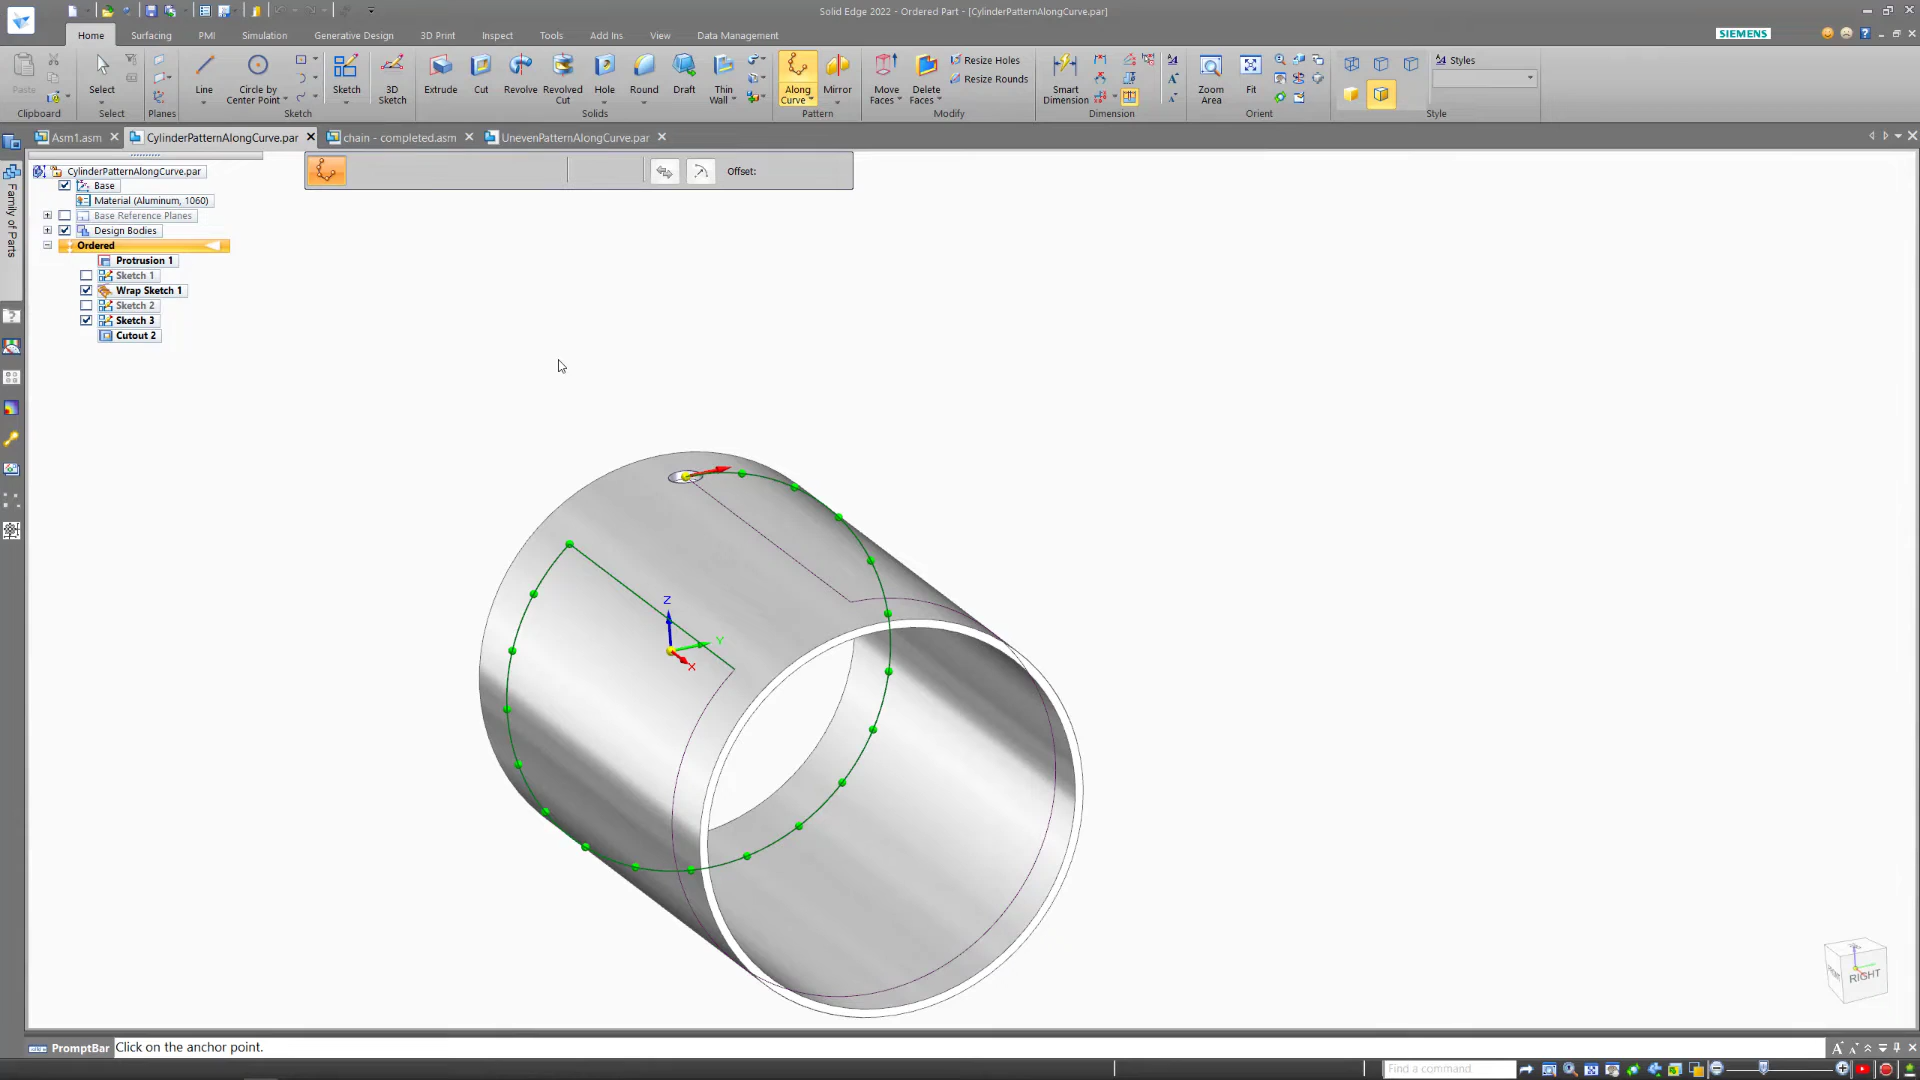 Solid Edge 2022 - Ordered Part - [CylinderPatternAlongCurve.par]
Home Surfacing PMI Simulation Generative Design 3D Print Inspect Tools Add Ins View Data Management SIEMENS
Paste
Clipboard
Select
Select
Planes
Line
Circle by Center Point
Sketch
3D Sketch
Sketch
Extrude
Cut
Revolve
Revolved Cut
Hole
Round
Draft
Thin Wall
Solids
Along Curve
Mirror
Pattern
Move Faces
Delete Faces
Resize Holes
Resize Rounds
Modify
Smart Dimension
Dimension
Zoom Area
Fit
Orient
Styles
Style
Asm1.asm CylinderPatternAlongCurve.par chain - completed.asm UnevenPatternAlongCurve.par
Family of Parts
Offset:
CylinderPatternAlongCurve.par
Base
Material (Aluminum, 1060)
Base Reference Planes
Design Bodies
Ordered
Protrusion 1
Sketch 1
Wrap Sketch 1
Sketch 2
Sketch 3
Cutout 2
Z
Y
X
RIGHT
PromptBar Click on the anchor point.
Find a command